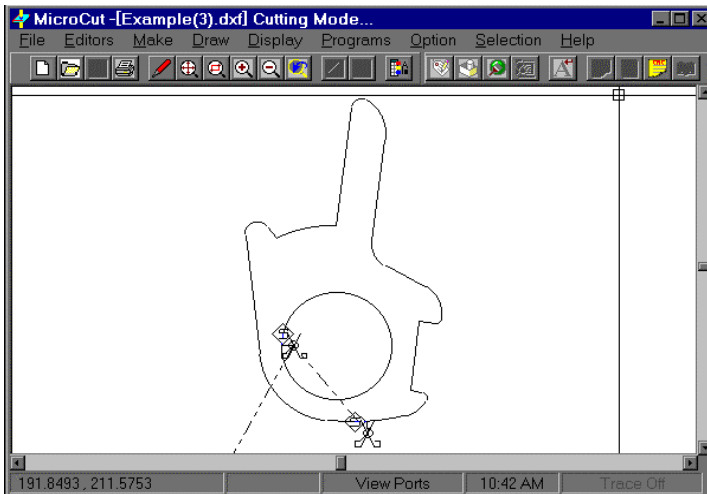 MicroCut -[Example(3).dxf] Cutting Mode...
File Editors Make Draw Display Programs Option Selection Help
191.8493, 211.5753 View Ports 10:42 AM Trace Off